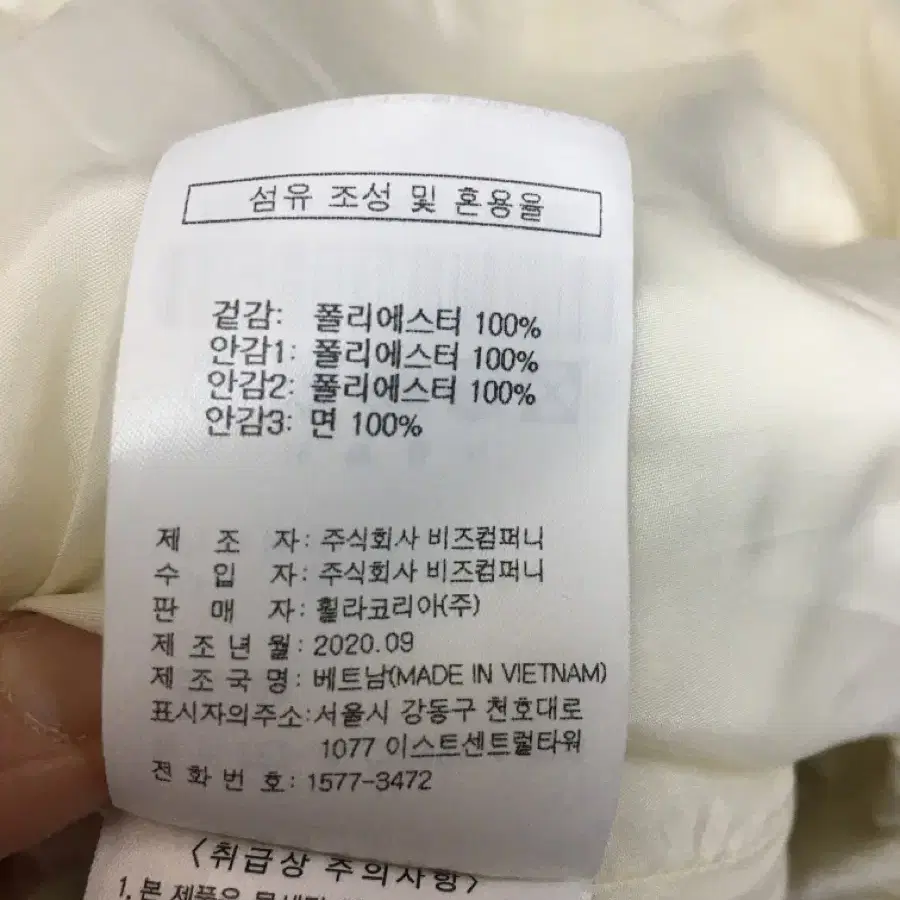 섬유 조성 및 혼용율
겉감: 폴리에스터 100%
안감1: 폴리에스터 100%
안감2: 폴리에스터 100%
안감3: 면 100%
제 조 자: 주식회사 비즈컴퍼니
수 입 자: 주식회사 비즈컴퍼니
판 매 자: 휠라코리아(주)
제 조 년 월: 2020.09
제 조 국 명: 베트남(MADE IN VIETNAM)
표시자의주소:서울시 강동구 천호대로
1077 이스트센트럴타워
전 화 번 호: 1577-3472
<취급상 주의사항>
1.본 제품은